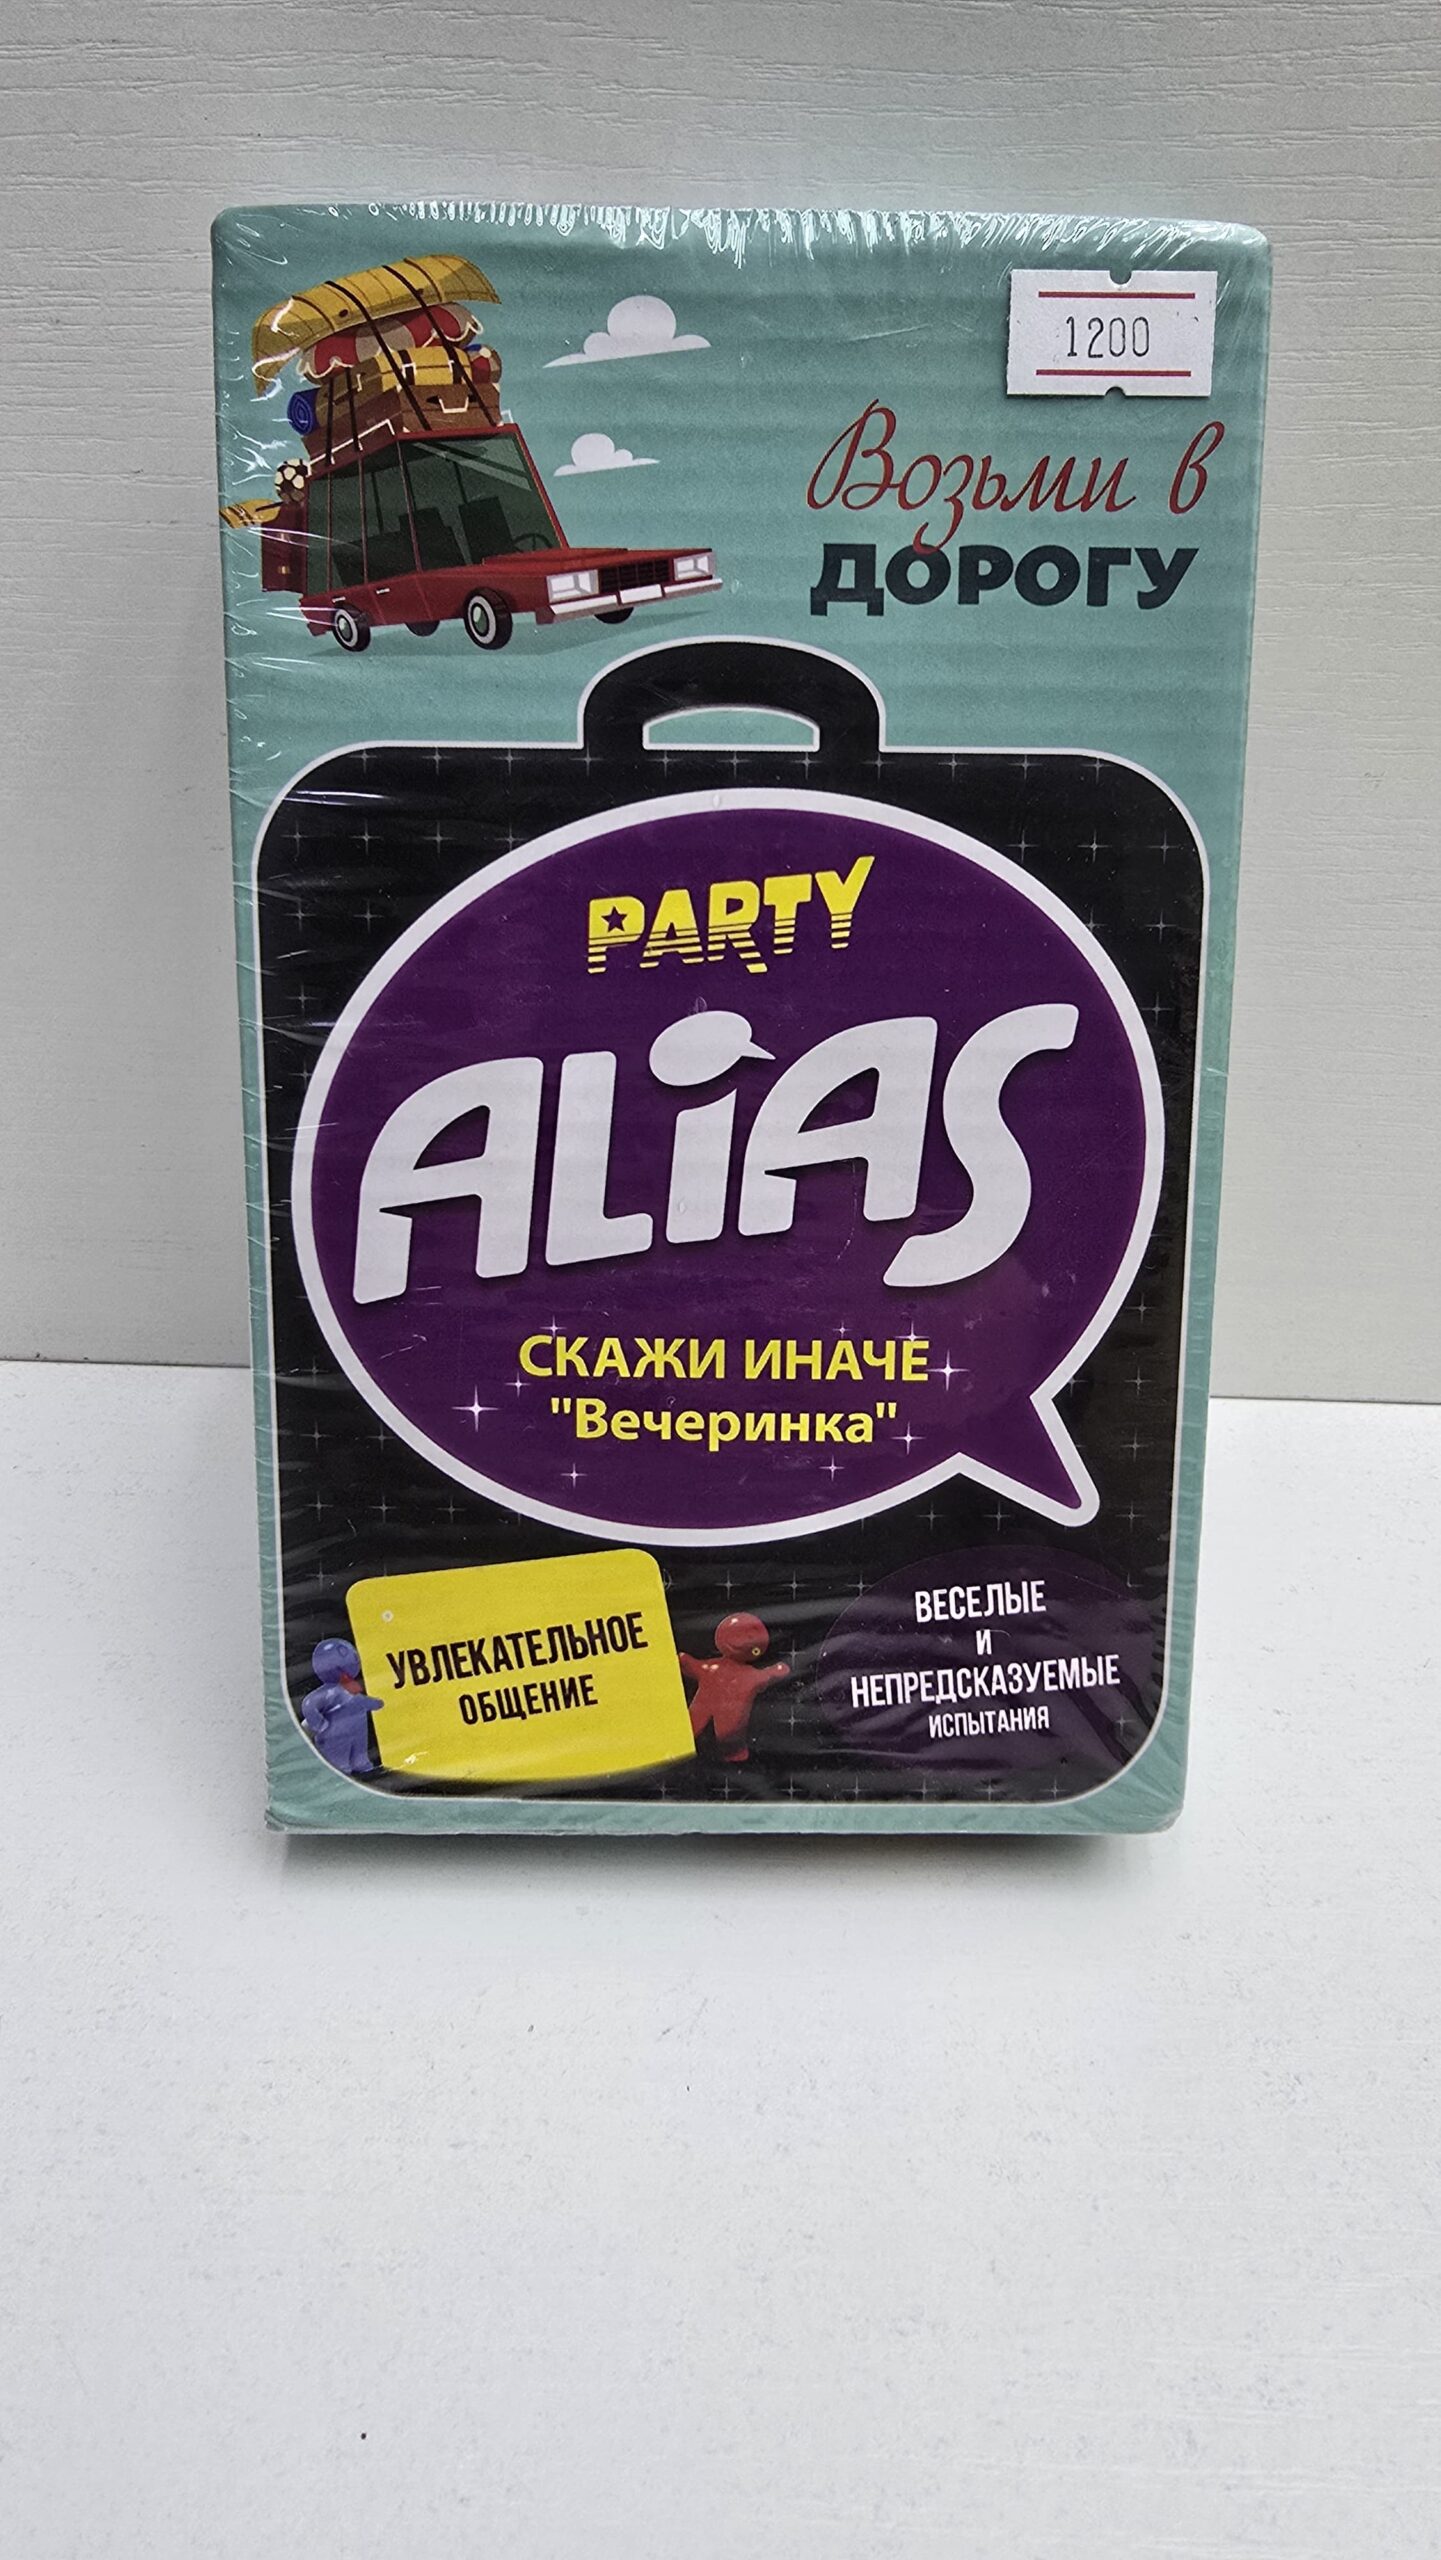 1200
Возьми в
ДОРОГУ
PARTY
ALiAS
СКАЖИ ИНАЧЕ
"Вечеринка"
УВЛЕКАТЕЛЬНОЕ
ОБЩЕНИЕ
ВЕСЕЛЫЕ
И
НЕПРЕДСКАЗУЕМЫЕ
ИСПЫТАНИЯ